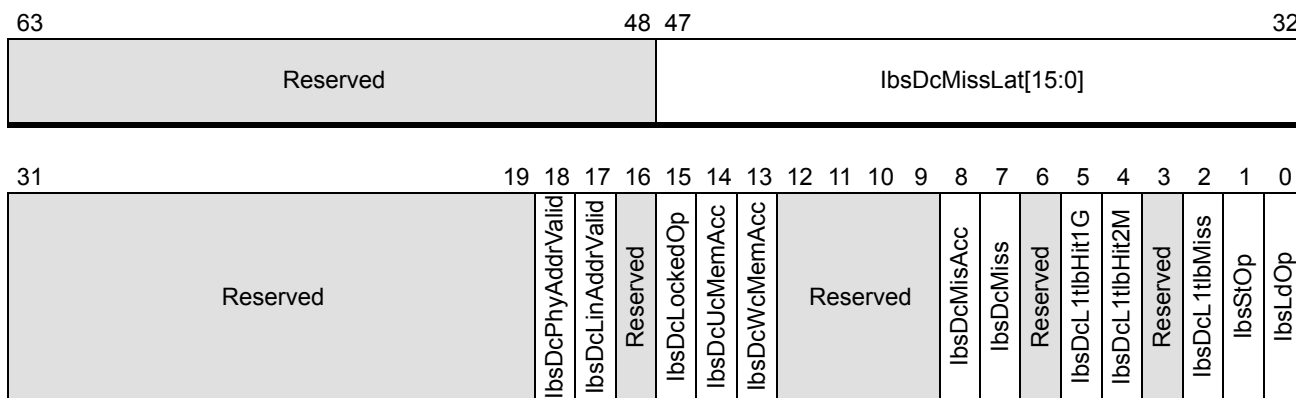 63 48 47 32
Reserved IbsDcMissLat[15:0]
31 19 18 17 16 15 14 13 12 11 10 9 8 7 6 5 4 3 2 1 0
Reserved
IbsDcPhyAddrValid
IbsDcLinAddrValid
Reserved
IbsDcLockedOp
IbsDcUcMemAcc
IbsDcWcMemAcc
Reserved
IbsDcMisAcc
IbsDcMiss
Reserved
IbsDcL1tlbHit1G
IbsDcL1tlbHit2M
Reserved
IbsDcL1tlbMiss
IbsStOp
IbsLdOp